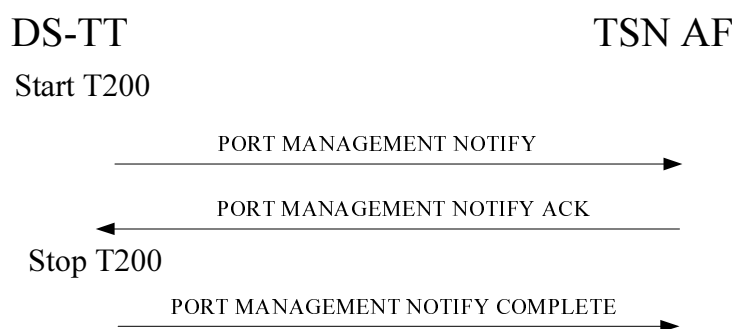 DS-TT TSN AF
Start T200
PORT MANAGEMENT NOTIFY
PORT MANAGEMENT NOTIFY ACK
Stop T200
PORT MANAGEMENT NOTIFY COMPLETE